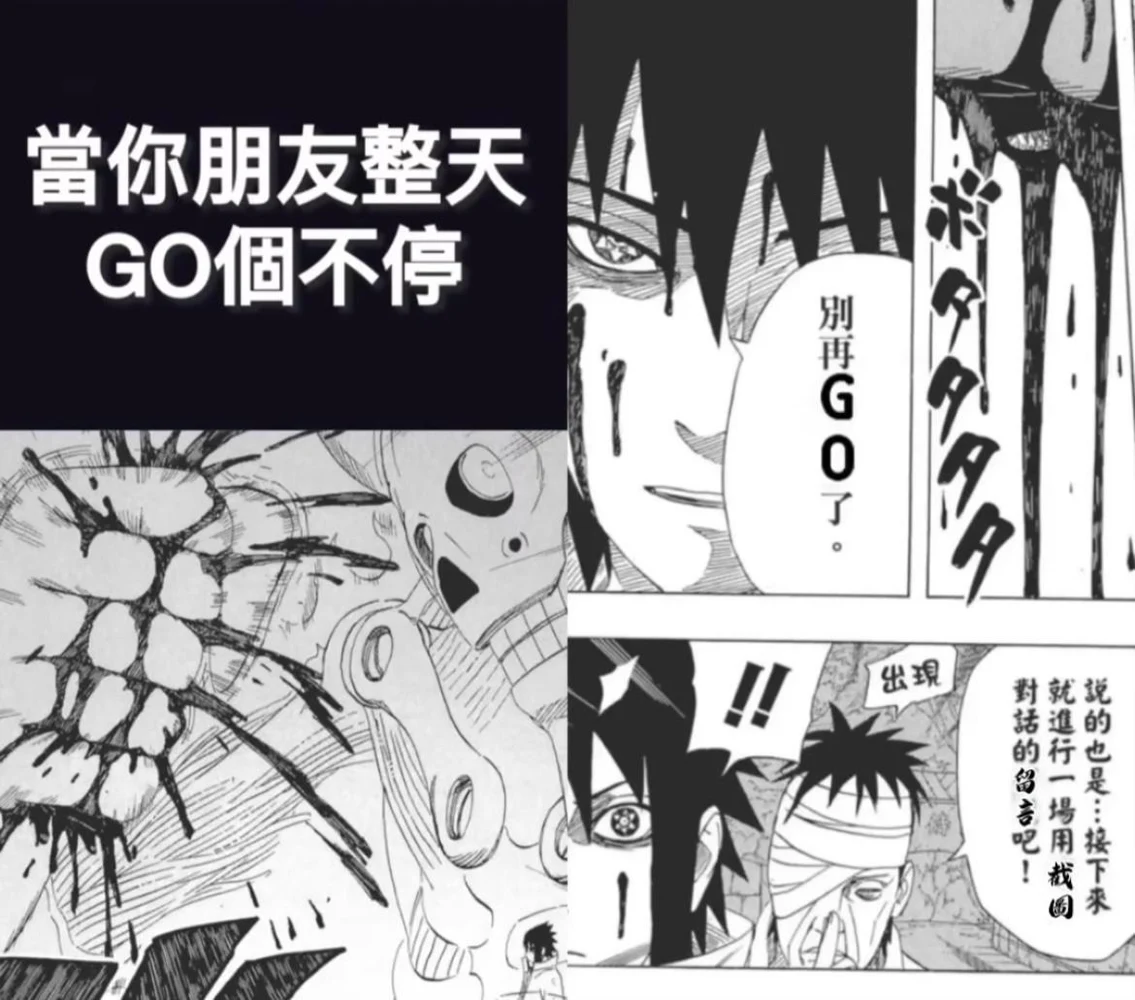 當你朋友整天
GO個不停
別再GO了。
ボタタタタ
!!
出現
說的也是…接下來
就進行一場用截圖
對話的留言吧！